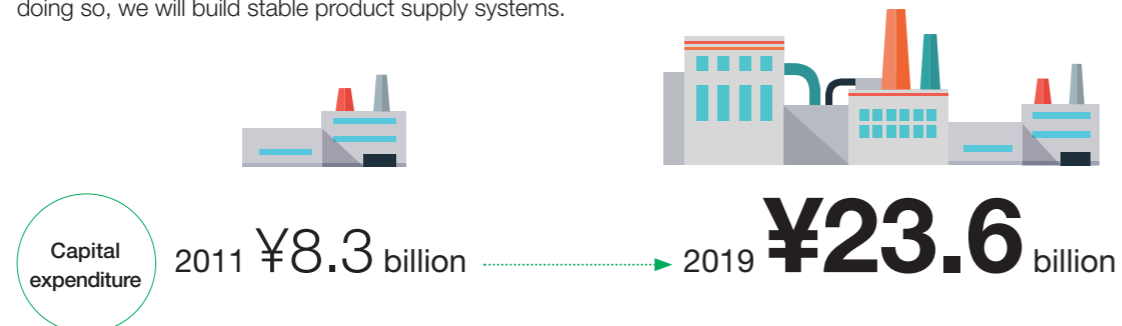 doing so, we will build stable product supply systems.
Capital
expenditure
2011 ¥8.3 billion
2019 ¥23.6 billion